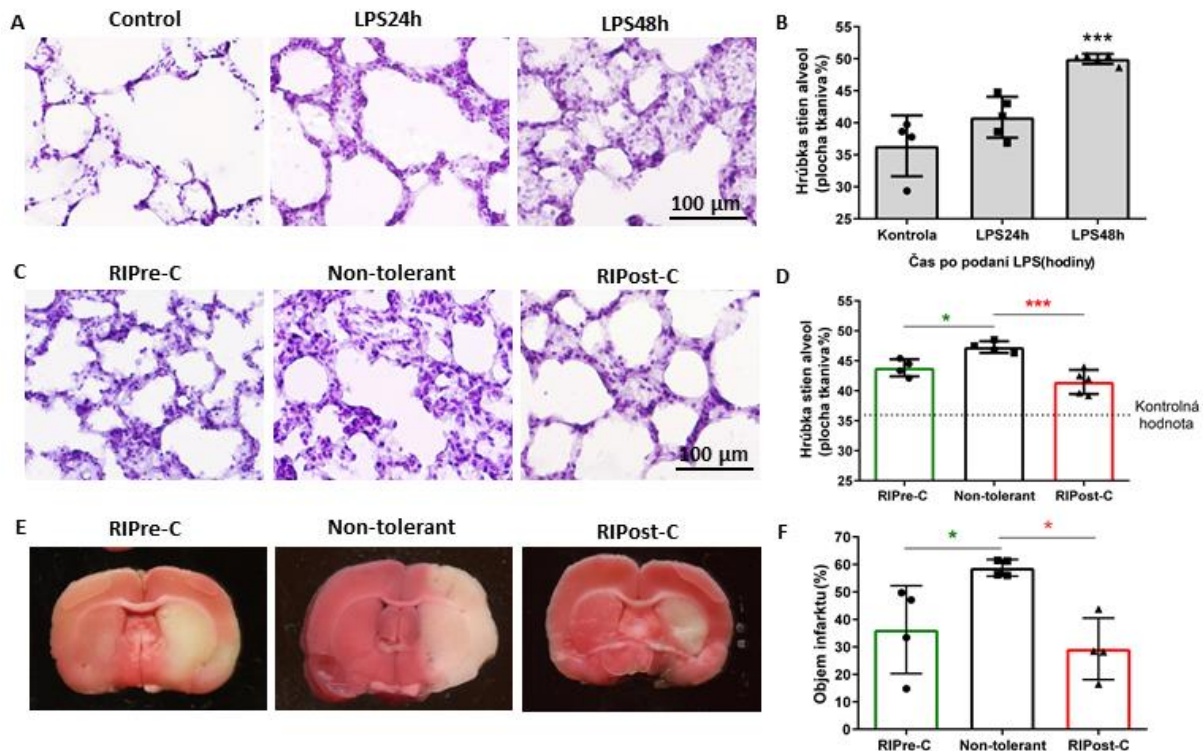 A
Control
LPS24h
LPS48h
100 µm
B
Hrúbka stien alveol
(plocha tkaniva%)
55
50
45
40
35
30
25
***
Kontrola
LPS24h
LPS48h
Čas po podaní LPS(hodiny)
C
RIPre-C
Non-tolerant
RIPost-C
100 µm
D
Hrúbka stien alveol
(plocha tkaniva%)
55
50
45
40
35
30
25
*
***
Kontrolná
hodnota
RIPre-C
Non-tolerant
RIPost-C
E
RIPre-C
Non-tolerant
RIPost-C
F
Objem infarktu (%)
70
60
50
40
30
20
10
0
*
*
RIPre-C
Non-tolerant
RIPost-C